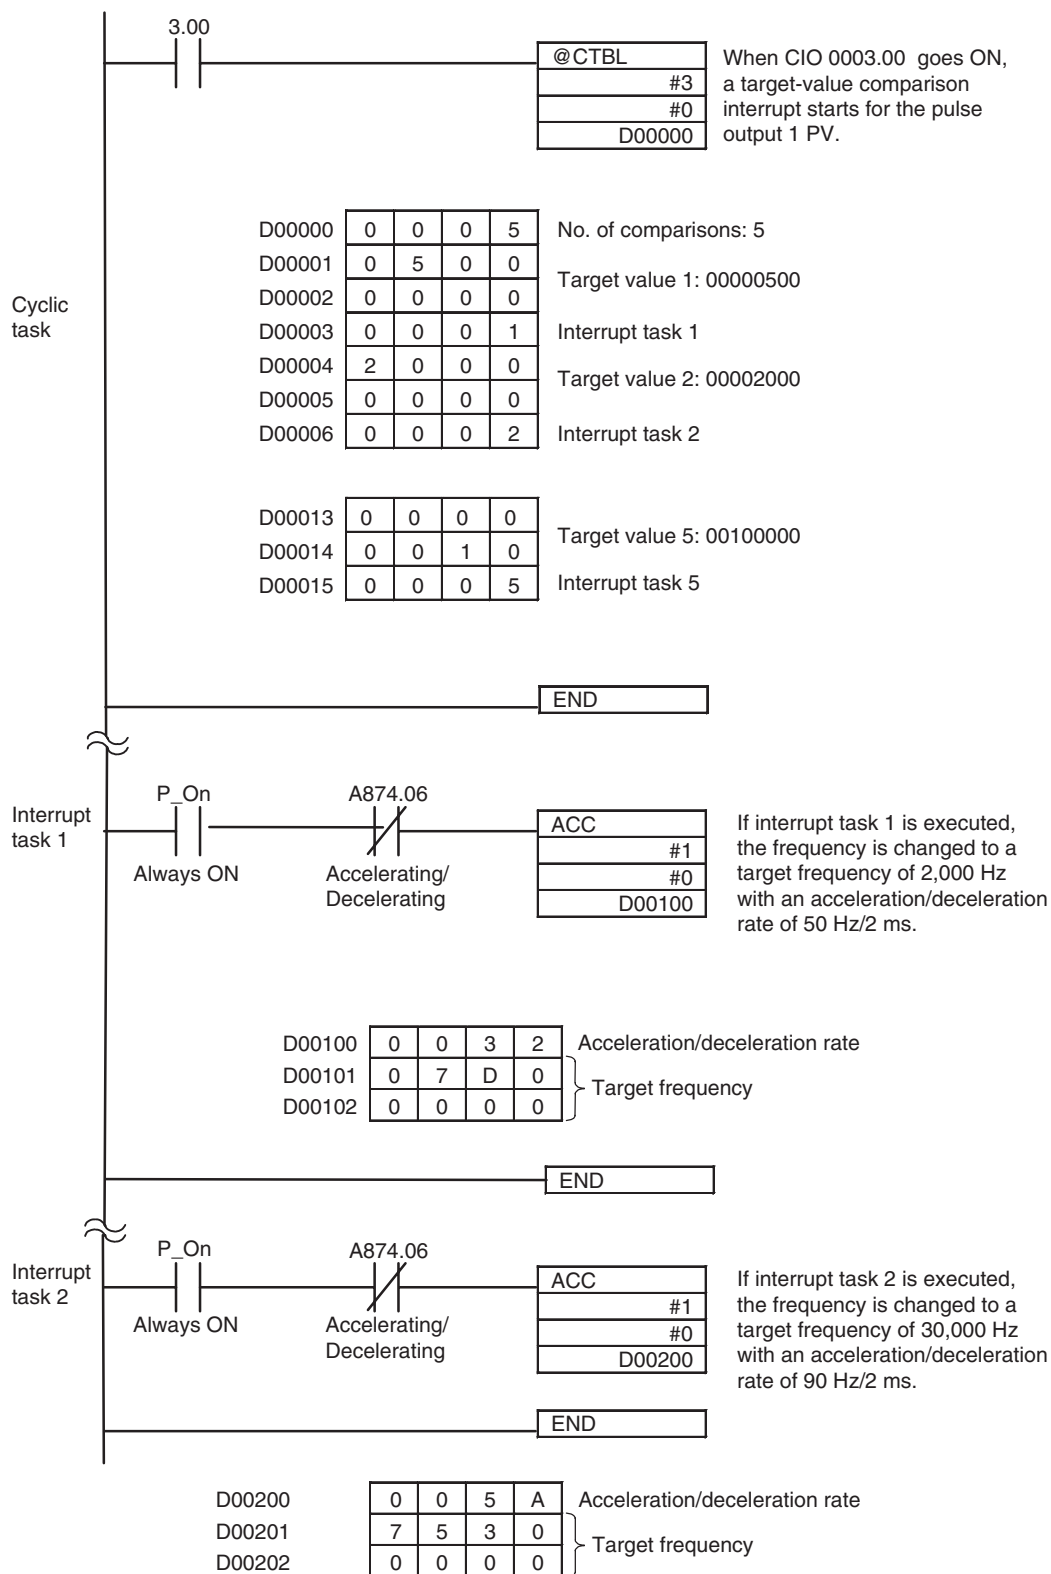 3.00
@CTBL
#3
#0
D00000
When CIO 0003.00 goes ON,
a target-value comparison
interrupt starts for the pulse
output 1 PV.
Cyclic
task
D00000 0 0 0 5 No. of comparisons: 5
D00001 0 5 0 0
Target value 1: 00000500
D00002 0 0 0 0
D00003 0 0 0 1 Interrupt task 1
D00004 2 0 0 0
Target value 2: 00002000
D00005 0 0 0 0
D00006 0 0 0 2 Interrupt task 2
D00013 0 0 0 0
Target value 5: 00100000
D00014 0 0 1 0
D00015 0 0 0 5 Interrupt task 5
END
Interrupt
task 1
P_On
Always ON
A874.06
Accelerating/
Decelerating
ACC
#1
#0
D00100
If interrupt task 1 is executed,
the frequency is changed to a
target frequency of 2,000 Hz
with an acceleration/deceleration
rate of 50 Hz/2 ms.
D00100 0 0 3 2 Acceleration/deceleration rate
D00101 0 7 D 0
Target frequency
D00102 0 0 0 0
END
Interrupt
task 2
P_On
Always ON
A874.06
Accelerating/
Decelerating
ACC
#1
#0
D00200
If interrupt task 2 is executed,
the frequency is changed to a
target frequency of 30,000 Hz
with an acceleration/deceleration
rate of 90 Hz/2 ms.
END
D00200 0 0 5 A Acceleration/deceleration rate
D00201 7 5 3 0
Target frequency
D00202 0 0 0 0